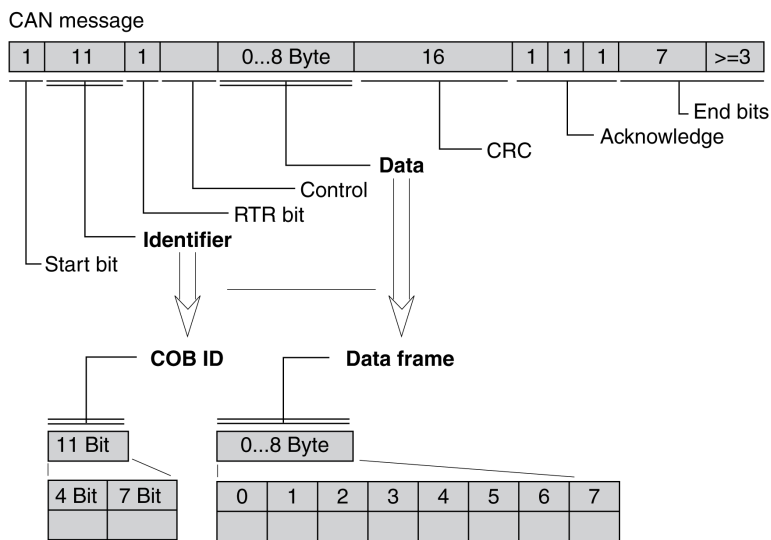 CAN message
1 11 1 0...8 Byte 16 1 1 1 7 >=3
End bits
Acknowledge
CRC
Data
Control
RTR bit
Identifier
Start bit
COB ID Data frame
11 Bit 0...8 Byte
4 Bit 7 Bit 0 1 2 3 4 5 6 7